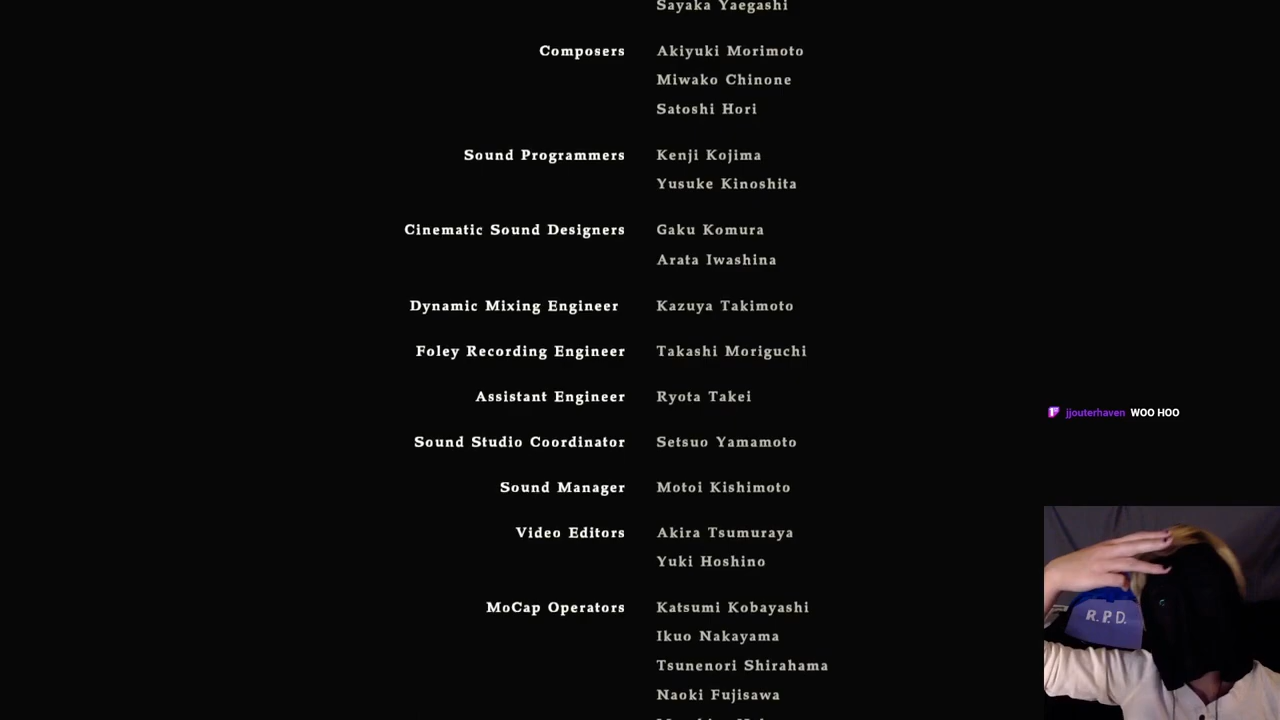 Sayaka Yaegashi
Composers Akiyuki Morimoto
Miwako Chinone
Satoshi Hori
Sound Programmers Kenji Kojima
Yusuke Kinoshita
Cinematic Sound Designers Gaku Komura
Arata Iwashina
Dynamic Mixing Engineer Kazuya Takimoto
Foley Recording Engineer Takashi Moriguchi
Assistant Engineer Ryota Takei
jjouterhaven WOO HOO
Sound Studio Coordinator Setsuo Yamamoto
Sound Manager Motoi Kishimoto
Video Editors Akira Tsumuraya
Yuki Hoshino
MoCap Operators Katsumi Kobayashi
R.P.D.
Ikuo Nakayama
Tsunenori Shirahama
Naoki Fujisawa